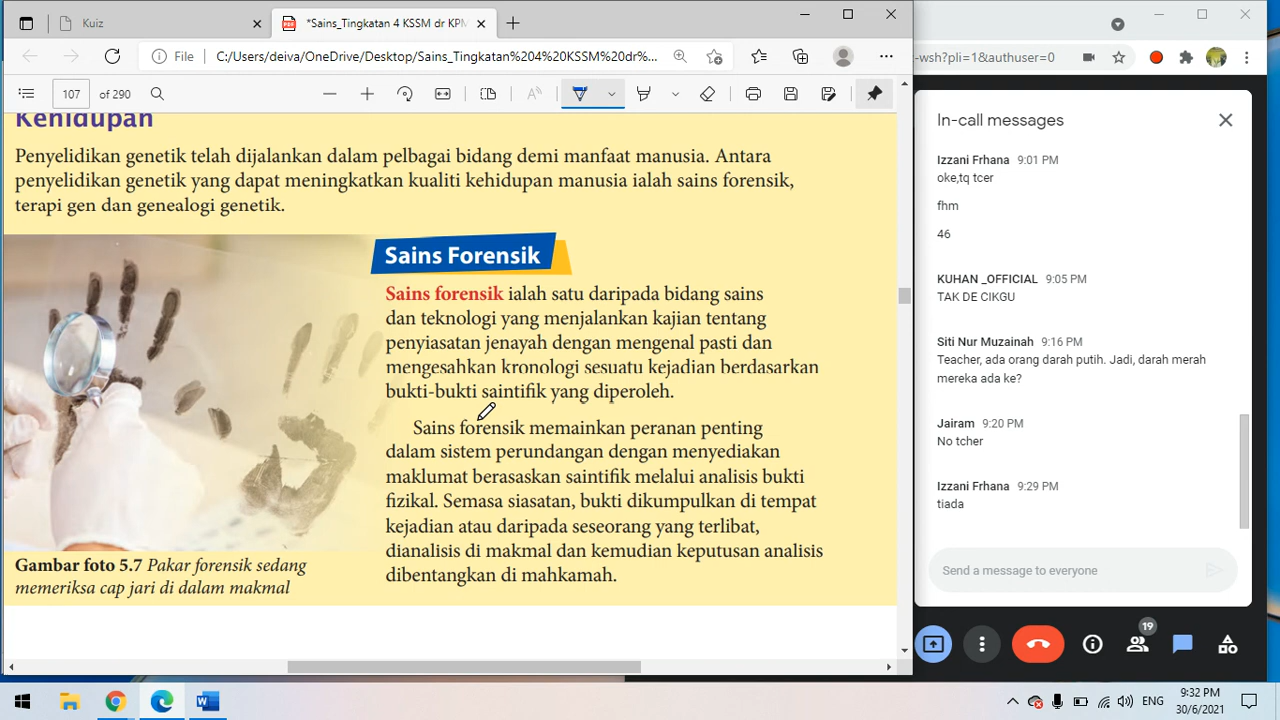 Kuiz
*Sains_Tingkatan 4 KSSM dr KPM
File
C:/Users/deiva/OneDrive/Desktop/Sains_Tingkatan%204%20KSSM%20dr%...
107 of 290
Kehidupan
Penyelidikan genetik telah dijalankan dalam pelbagai bidang demi manfaat manusia. Antara
penyelidikan genetik yang dapat meningkatkan kualiti kehidupan manusia ialah sains forensik,
terapi gen dan genealogi genetik.
Sains Forensik
Sains forensik ialah satu daripada bidang sains
dan teknologi yang menjalankan kajian tentang
penyiasatan jenayah dengan mengenal pasti dan
mengesahkan kronologi sesuatu kejadian berdasarkan
bukti-bukti saintifik yang diperoleh.
Sains forensik memainkan peranan penting
dalam sistem perundangan dengan menyediakan
maklumat berasaskan saintifik melalui analisis bukti
fizikal. Semasa siasatan, bukti dikumpulkan di tempat
kejadian atau daripada seseorang yang terlibat,
dianalisis di makmal dan kemudian keputusan analisis
dibentangkan di mahkamah.
Gambar foto 5.7 Pakar forensik sedang
memeriksa cap jari di dalam makmal
-wsh?pli=1&authuser=0
In-call messages
Izzani Frhana 9:01 PM
oke,tq tcer
fhm
46
KUHAN _OFFICIAL 9:05 PM
TAK DE CIKGU
Siti Nur Muzainah 9:16 PM
Teacher, ada orang darah putih. Jadi, darah merah
mereka ada ke?
Jairam 9:20 PM
No tcher
Izzani Frhana 9:29 PM
tiada
Send a message to everyone
19
ENG
9:32 PM
30/6/2021